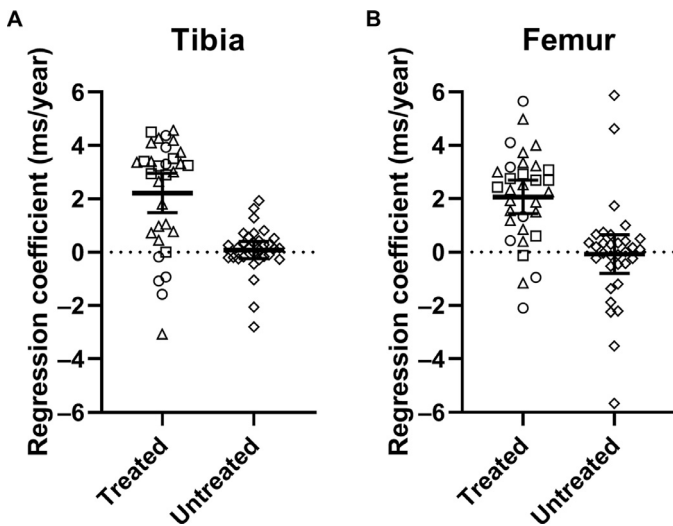 A
Tibia
Regression coefficient (ms/year)
6
4
2
0
–2
–4
–6
Treated
Untreated
B
Femur
Regression coefficient (ms/year)
6
4
2
0
–2
–4
–6
Treated
Untreated